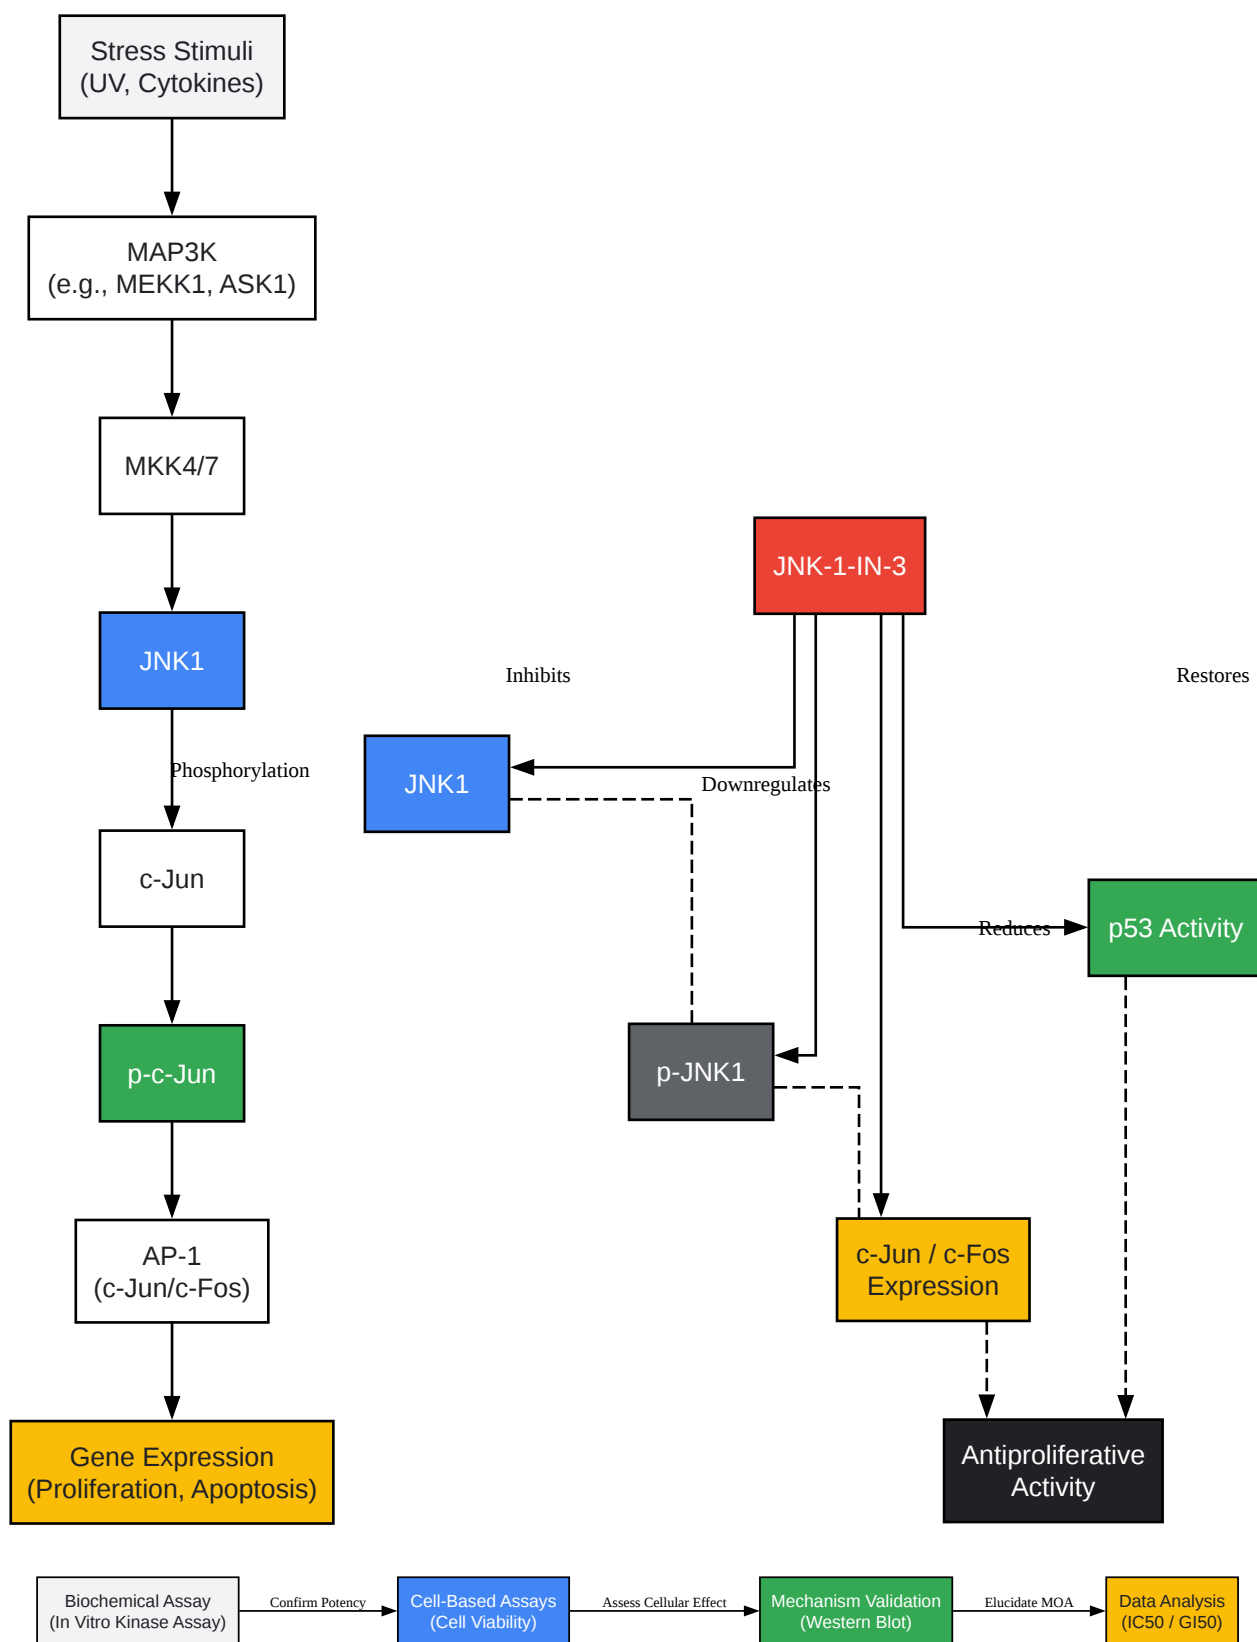 Stress Stimuli
(UV, Cytokines)
MAP3K
(e.g., MEKK1, ASK1)
MKK4/7
JNK1
Phosphorylation
c-Jun
p-c-Jun
AP-1
(c-Jun/c-Fos)
Gene Expression
(Proliferation, Apoptosis)
JNK-1-IN-3
Inhibits
Restores
JNK1
Downregulates
Reduces
p53 Activity
p-JNK1
c-Jun / c-Fos
Expression
Antiproliferative
Activity
Biochemical Assay
(In Vitro Kinase Assay)
Confirm Potency
Cell-Based Assays
(Cell Viability)
Assess Cellular Effect
Mechanism Validation
(Western Blot)
Elucidate MOA
Data Analysis
(IC50 / GI50)